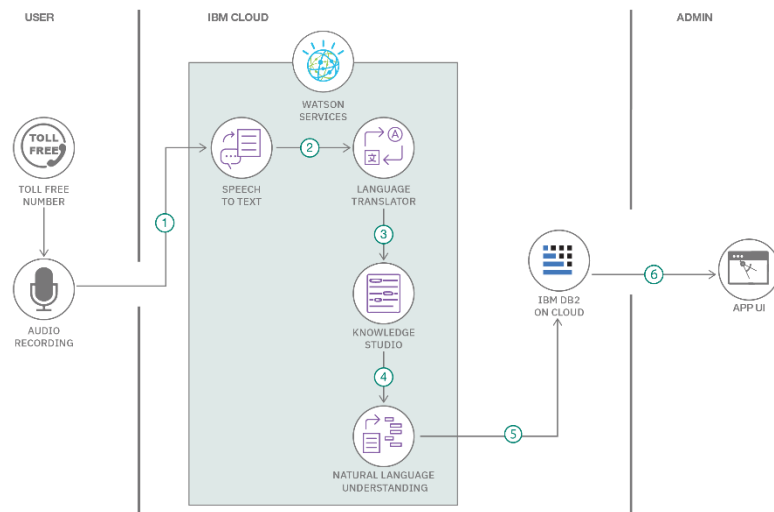 USER
IBM CLOUD
ADMIN
WATSON
SERVICES
TOLL
FREE
TOLL FREE
NUMBER
SPEECH
TO TEXT
2
A
文
LANGUAGE
TRANSLATOR
1
3
AUDIO
RECORDING
KNOWLEDGE
STUDIO
IBM DB2
ON CLOUD
6
APP UI
4
NATURAL LANGUAGE
UNDERSTANDING
5